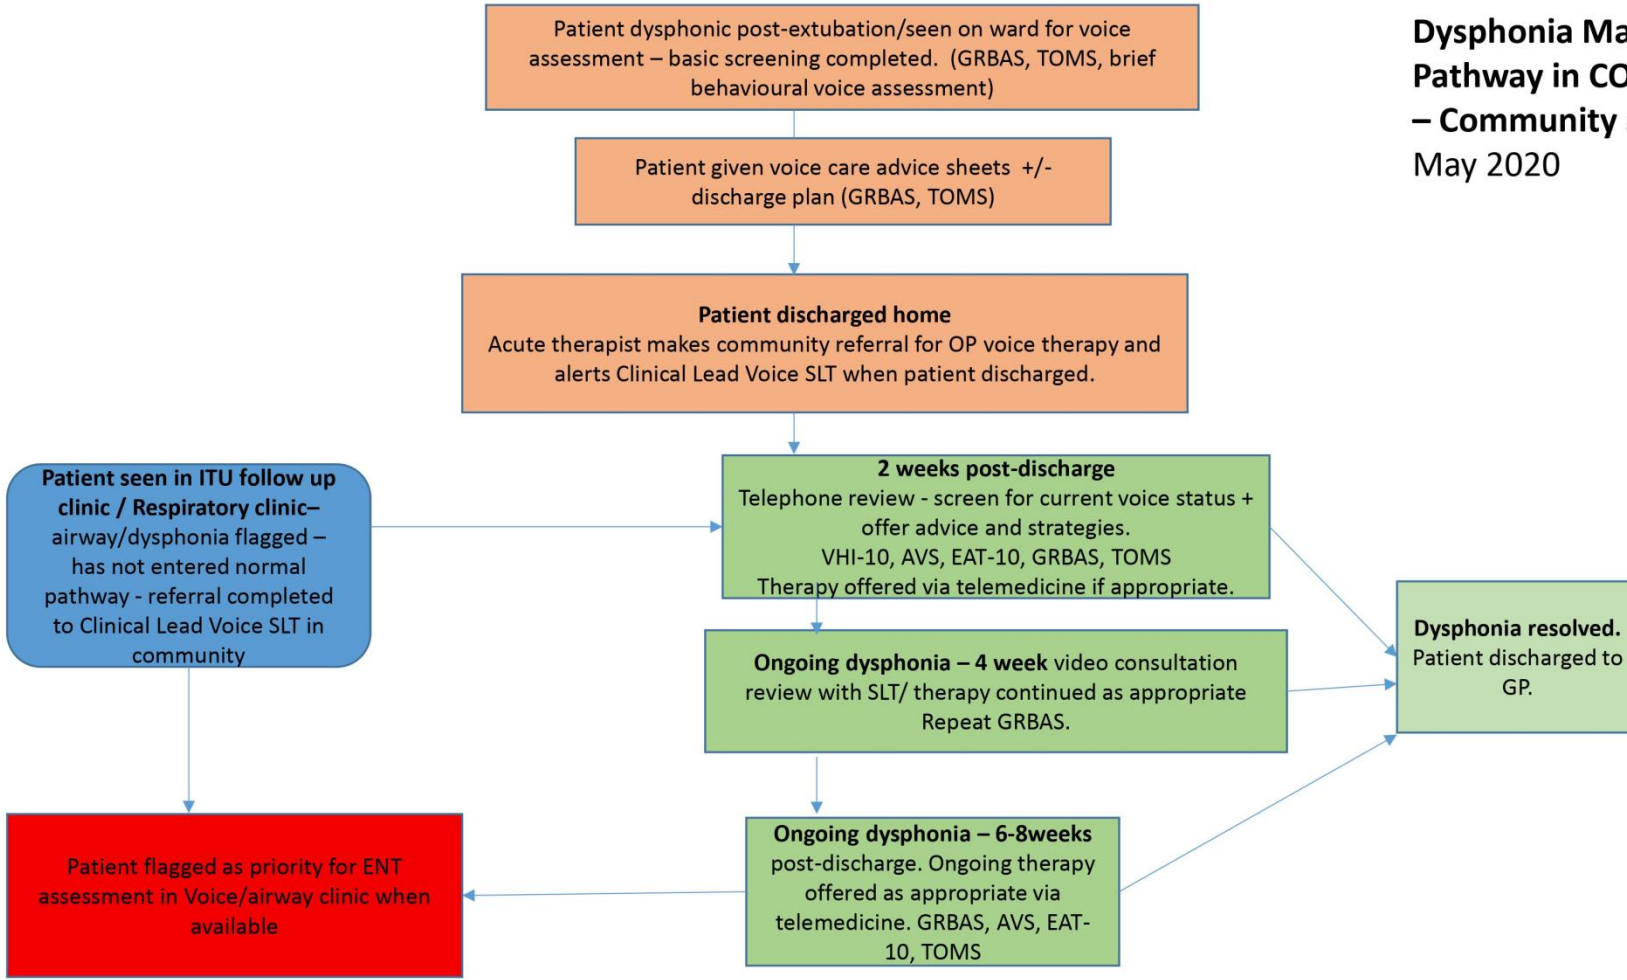 Patient dysphonic post-extubation/seen on ward for voice
assessment – basic screening completed. (GRBAS, TOMS, brief
behavioural voice assessment)
Dysphonia Ma
Pathway in CO
– Community
May 2020
Patient given voice care advice sheets +/-
discharge plan (GRBAS, TOMS)
Patient discharged home
Acute therapist makes community referral for OP voice therapy and
alerts Clinical Lead Voice SLT when patient discharged.
Patient seen in ITU follow up
clinic / Respiratory clinic–
airway/dysphonia flagged –
has not entered normal
pathway - referral completed
to Clinical Lead Voice SLT in
community
2 weeks post-discharge
Telephone review - screen for current voice status +
offer advice and strategies.
VHI-10, AVS, EAT-10, GRBAS, TOMS
Therapy offered via telemedicine if appropriate.
Ongoing dysphonia – 4 week video consultation
review with SLT/ therapy continued as appropriate
Repeat GRBAS.
Dysphonia resolved.
Patient discharged to
GP.
Ongoing dysphonia – 6-8weeks
post-discharge. Ongoing therapy
offered as appropriate via
telemedicine. GRBAS, AVS, EAT-
10, TOMS
Patient flagged as priority for ENT
assessment in Voice/airway clinic when
available